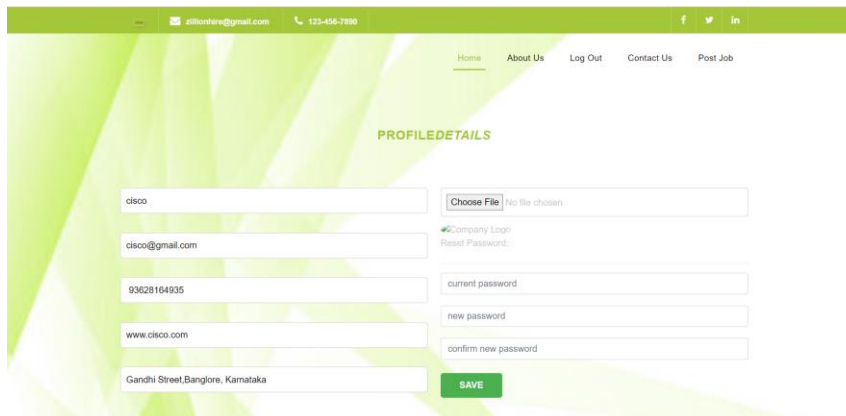 zillionhire@gmail.com 123-456-7890
Home About Us Log Out Contact Us Post Job
PROFILEDETAILS
cisco
cisco@gmail.com
93628164935
www.cisco.com
Gandhi Street,Banglore, Karnataka
Choose File No file chosen
Company Logo
Reset Password:
current password
new password
confirm new password
SAVE